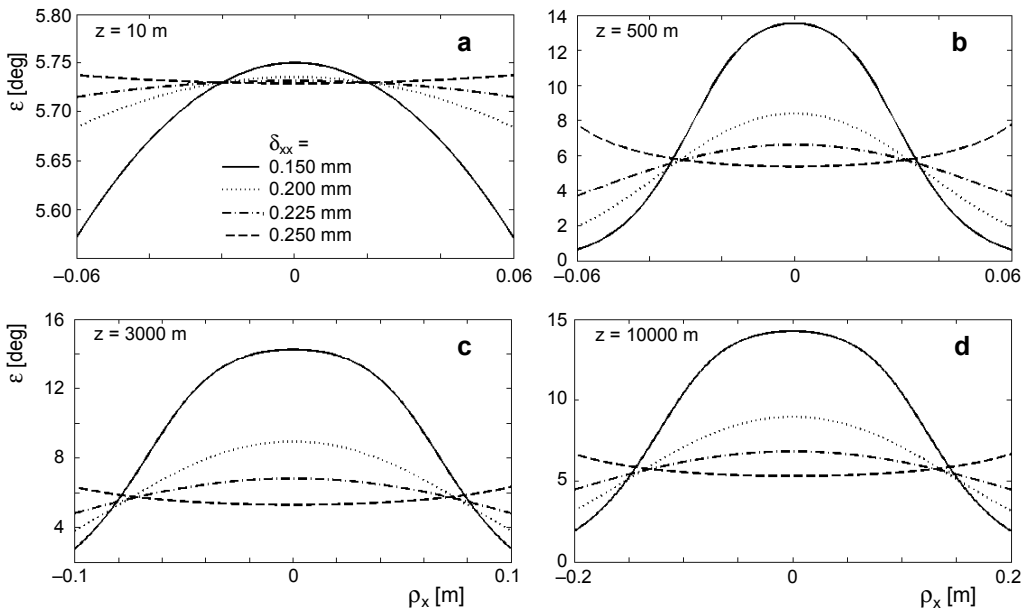 z = 10 m
a
ε [deg]
5.80
5.75
5.70
5.65
5.60
δxx =
0.150 mm
0.200 mm
0.225 mm
0.250 mm
–0.06
0
0.06
z = 500 m
b
14
12
10
8
6
4
2
0
–0.06
0
0.06
z = 3000 m
c
ε [deg]
16
12
8
4
–0.1
0
0.1
ρx [m]
z = 10000 m
d
15
10
5
0
–0.2
0
0.2
ρx [m]